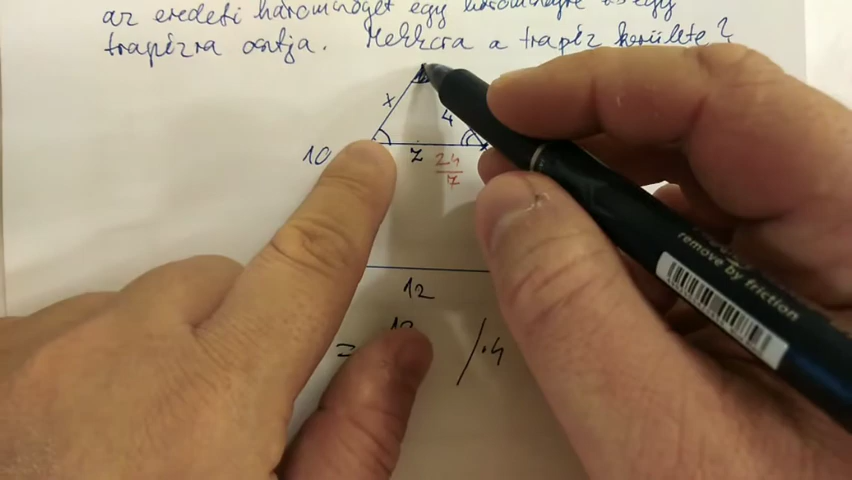 az eredeti háromszöget egy háromszögre és egy
trapézra osztja. Mekkora a trapéz kerülete?
x
4
10
z
24
7
12
=
/·4
remove by friction